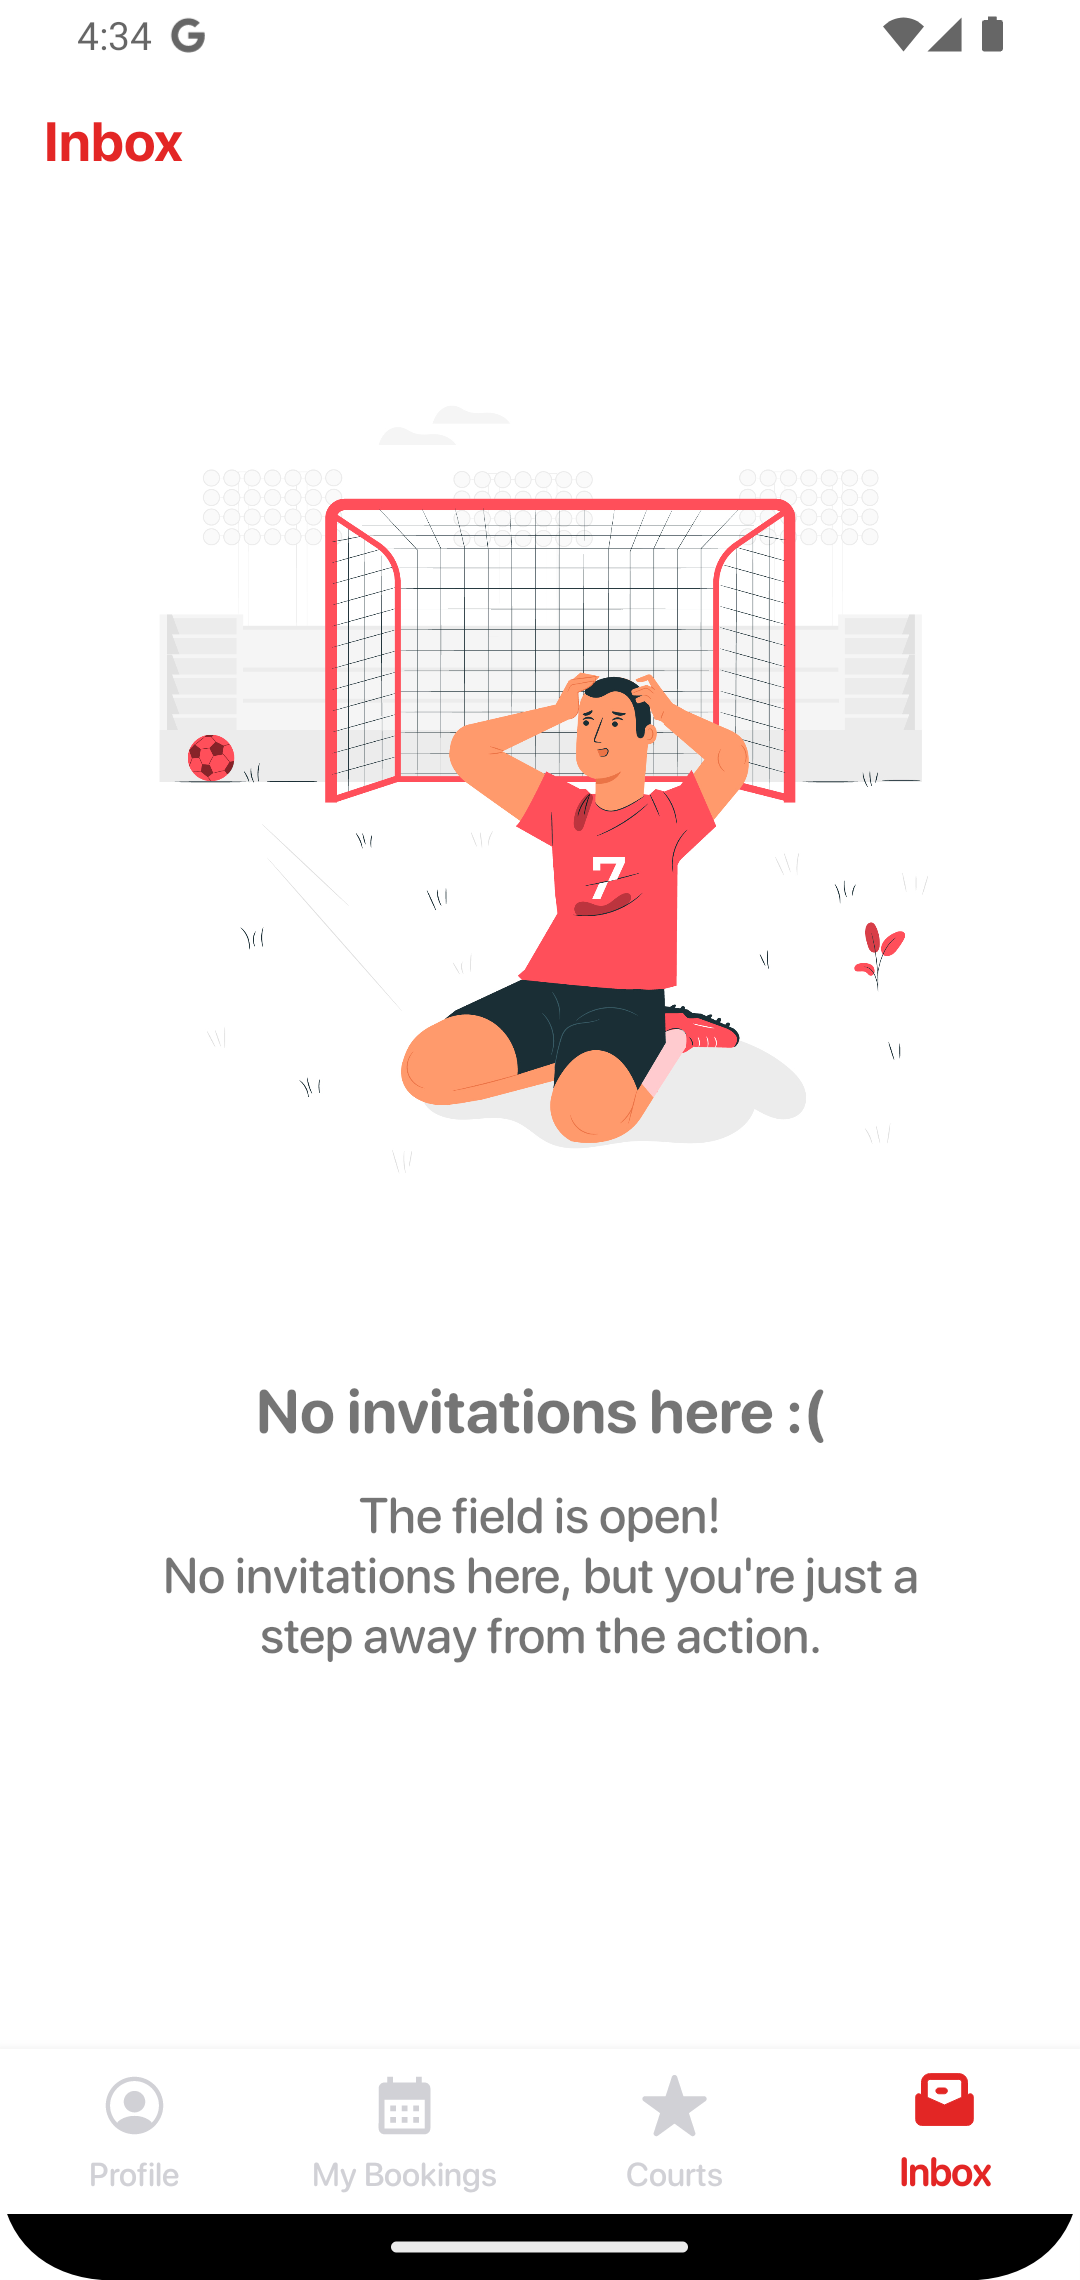 4:34 G
Inbox
7
No invitations here :(
The field is open!
No invitations here, but you're just a
step away from the action.
Profile
My Bookings
Courts
Inbox